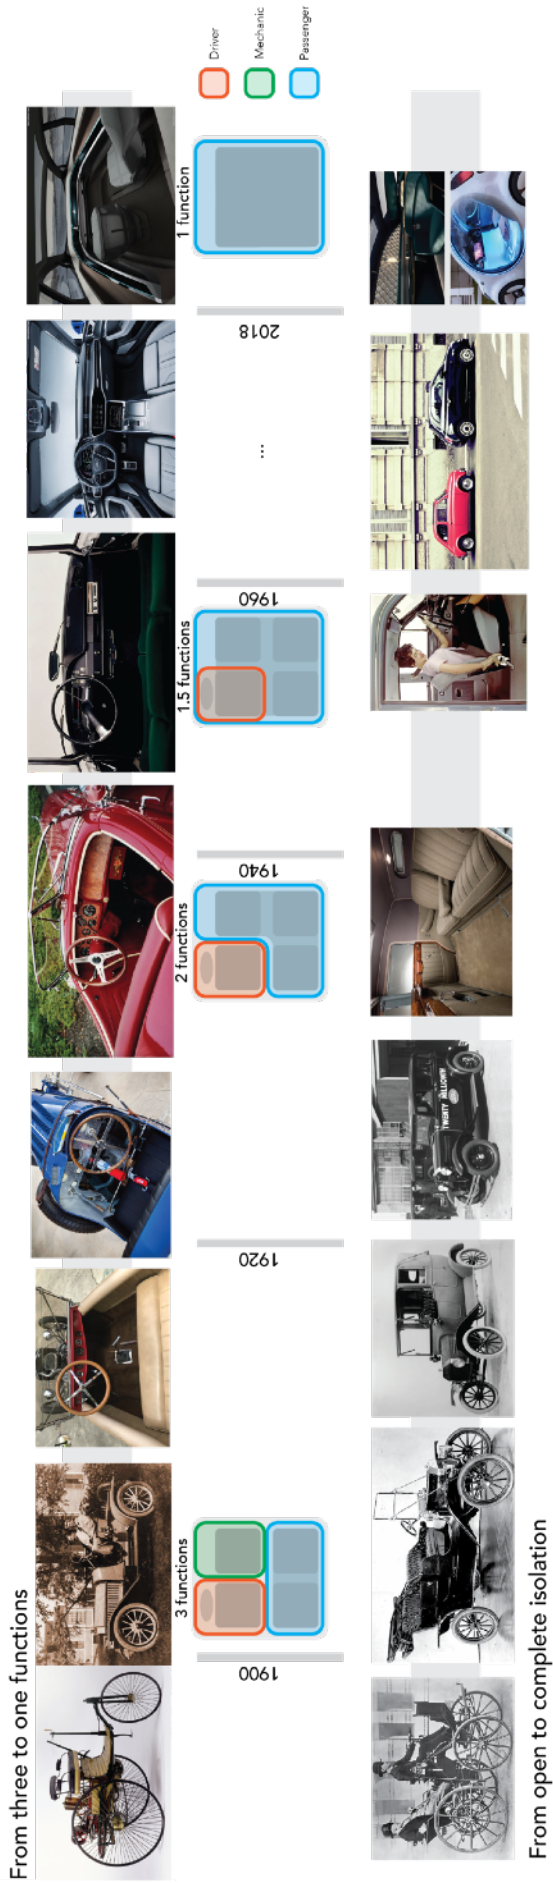 From three to one functions
3 functions
2 functions
1.5 functions
1 function
1900
1920
1940
1960
...
2018
Driver
Mechanic
Passenger
TWENTY MILLIONTH
From open to complete isolation